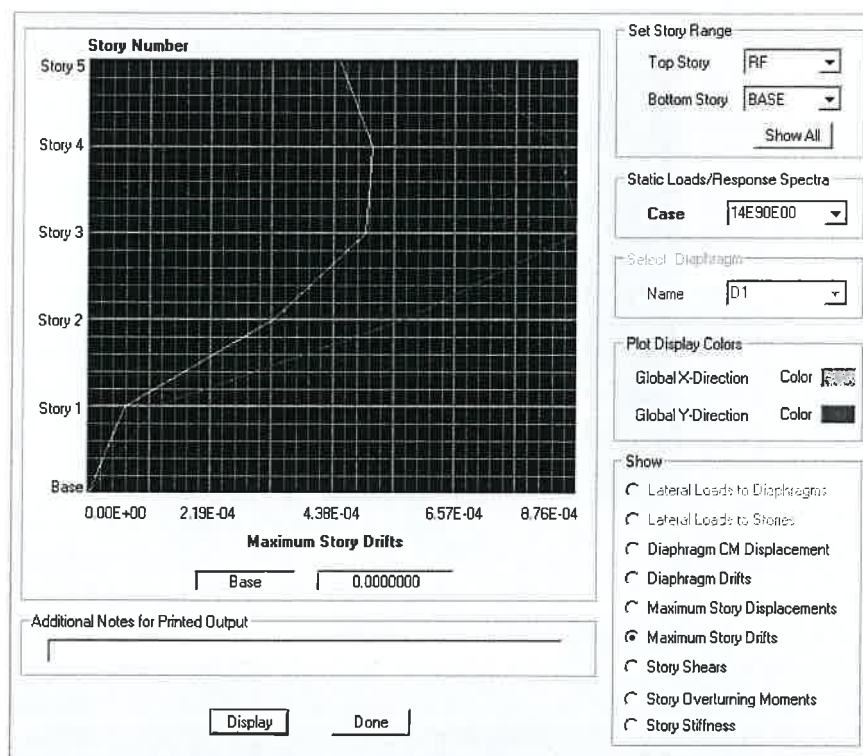 Story Number
Story 5
Story 4
Story 3
Story 2
Story 1
Base
0.00E+00 2.19E-04 4.38E-04 6.57E-04 8.76E-04
Maximum Story Drifts
Base 0.0000000
Additional Notes for Printed Output
Display Done
Set Story Range
Top Story RF
Bottom Story BASE
Show All
Static Loads/Response Spectra
Case 14E90E00
Select Diaphragm
Name D1
Plot Display Colors
Global X-Direction Color
Global Y-Direction Color
Show
Lateral Loads to Diaphragms
Lateral Loads to Stories
Diaphragm CM Displacement
Diaphragm Drifts
Maximum Story Displacements
Maximum Story Drifts
Story Shears
Story Overturning Moments
Story Stiffness